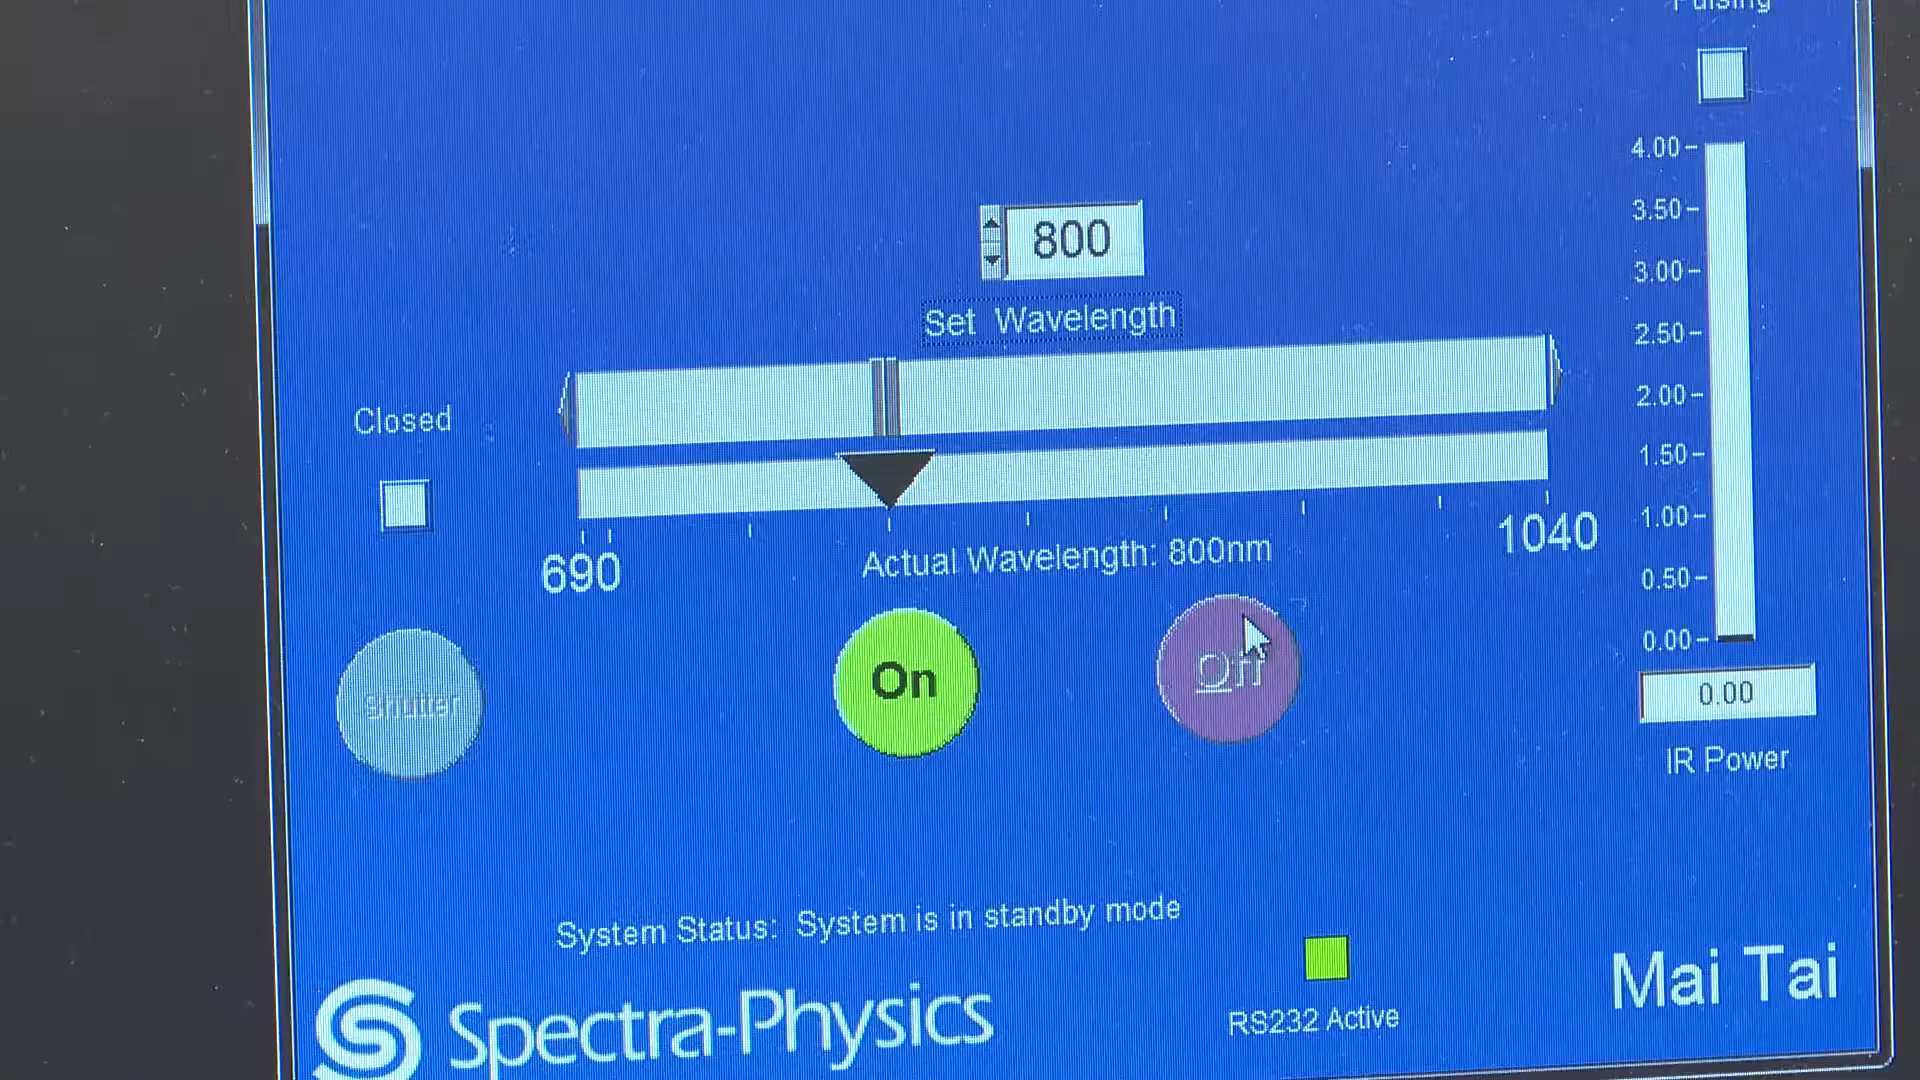 Pulsing
4.00
3.50
3.00
2.50
2.00
1.50
1.00
0.50
0.00
0.00
IR Power
800
Set Wavelength
Closed
690
1040
Actual Wavelength: 800nm
Shutter
On
Off
System Status: System is in standby mode
RS232 Active
Spectra-Physics
Mai Tai